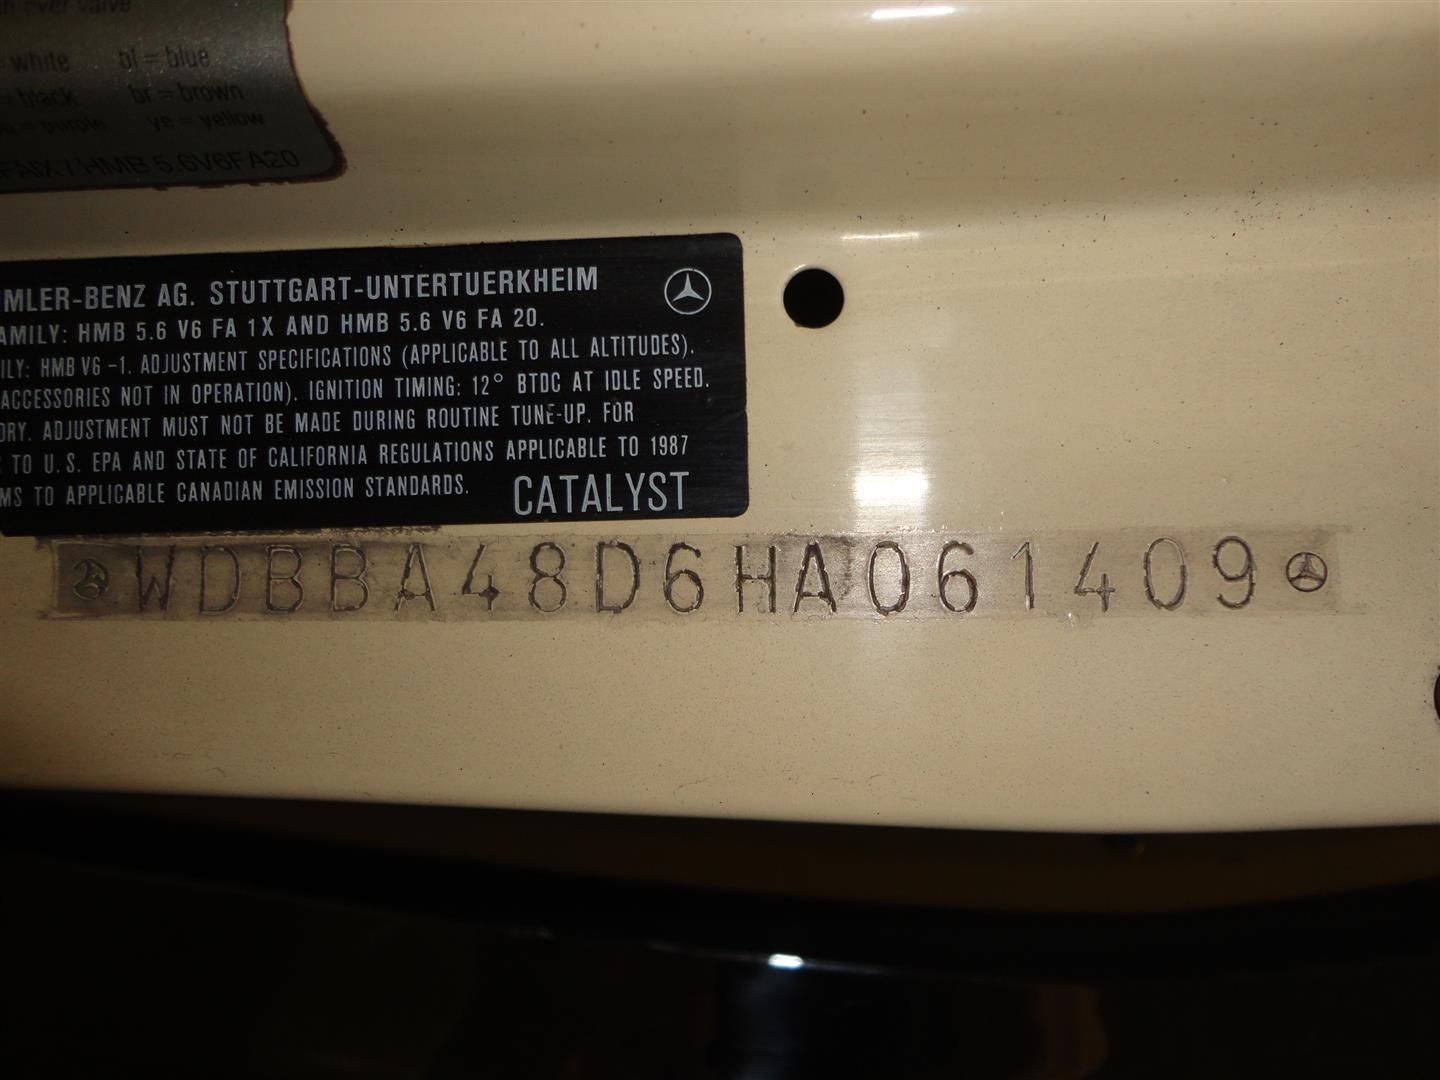 over valve
= white bl = blue
= black br = brown
= purple ye = yellow
/ HMB 5.6V6FA20
MLER-BENZ AG. STUTTGART-UNTERTUERKHEIM
AMILY: HMB 5.6 V6 FA 1X AND HMB 5.6 V6 FA 20.
ILY: HMB V6 -1. ADJUSTMENT SPECIFICATIONS (APPLICABLE TO ALL ALTITUDES).
ACCESSORIES NOT IN OPERATION). IGNITION TIMING: 12° BTDC AT IDLE SPEED.
ORY. ADJUSTMENT MUST NOT BE MADE DURING ROUTINE TUNE-UP. FOR
TO U.S. EPA AND STATE OF CALIFORNIA REGULATIONS APPLICABLE TO 1987
MS TO APPLICABLE CANADIAN EMISSION STANDARDS. CATALYST
WDBBA48D6HA061409